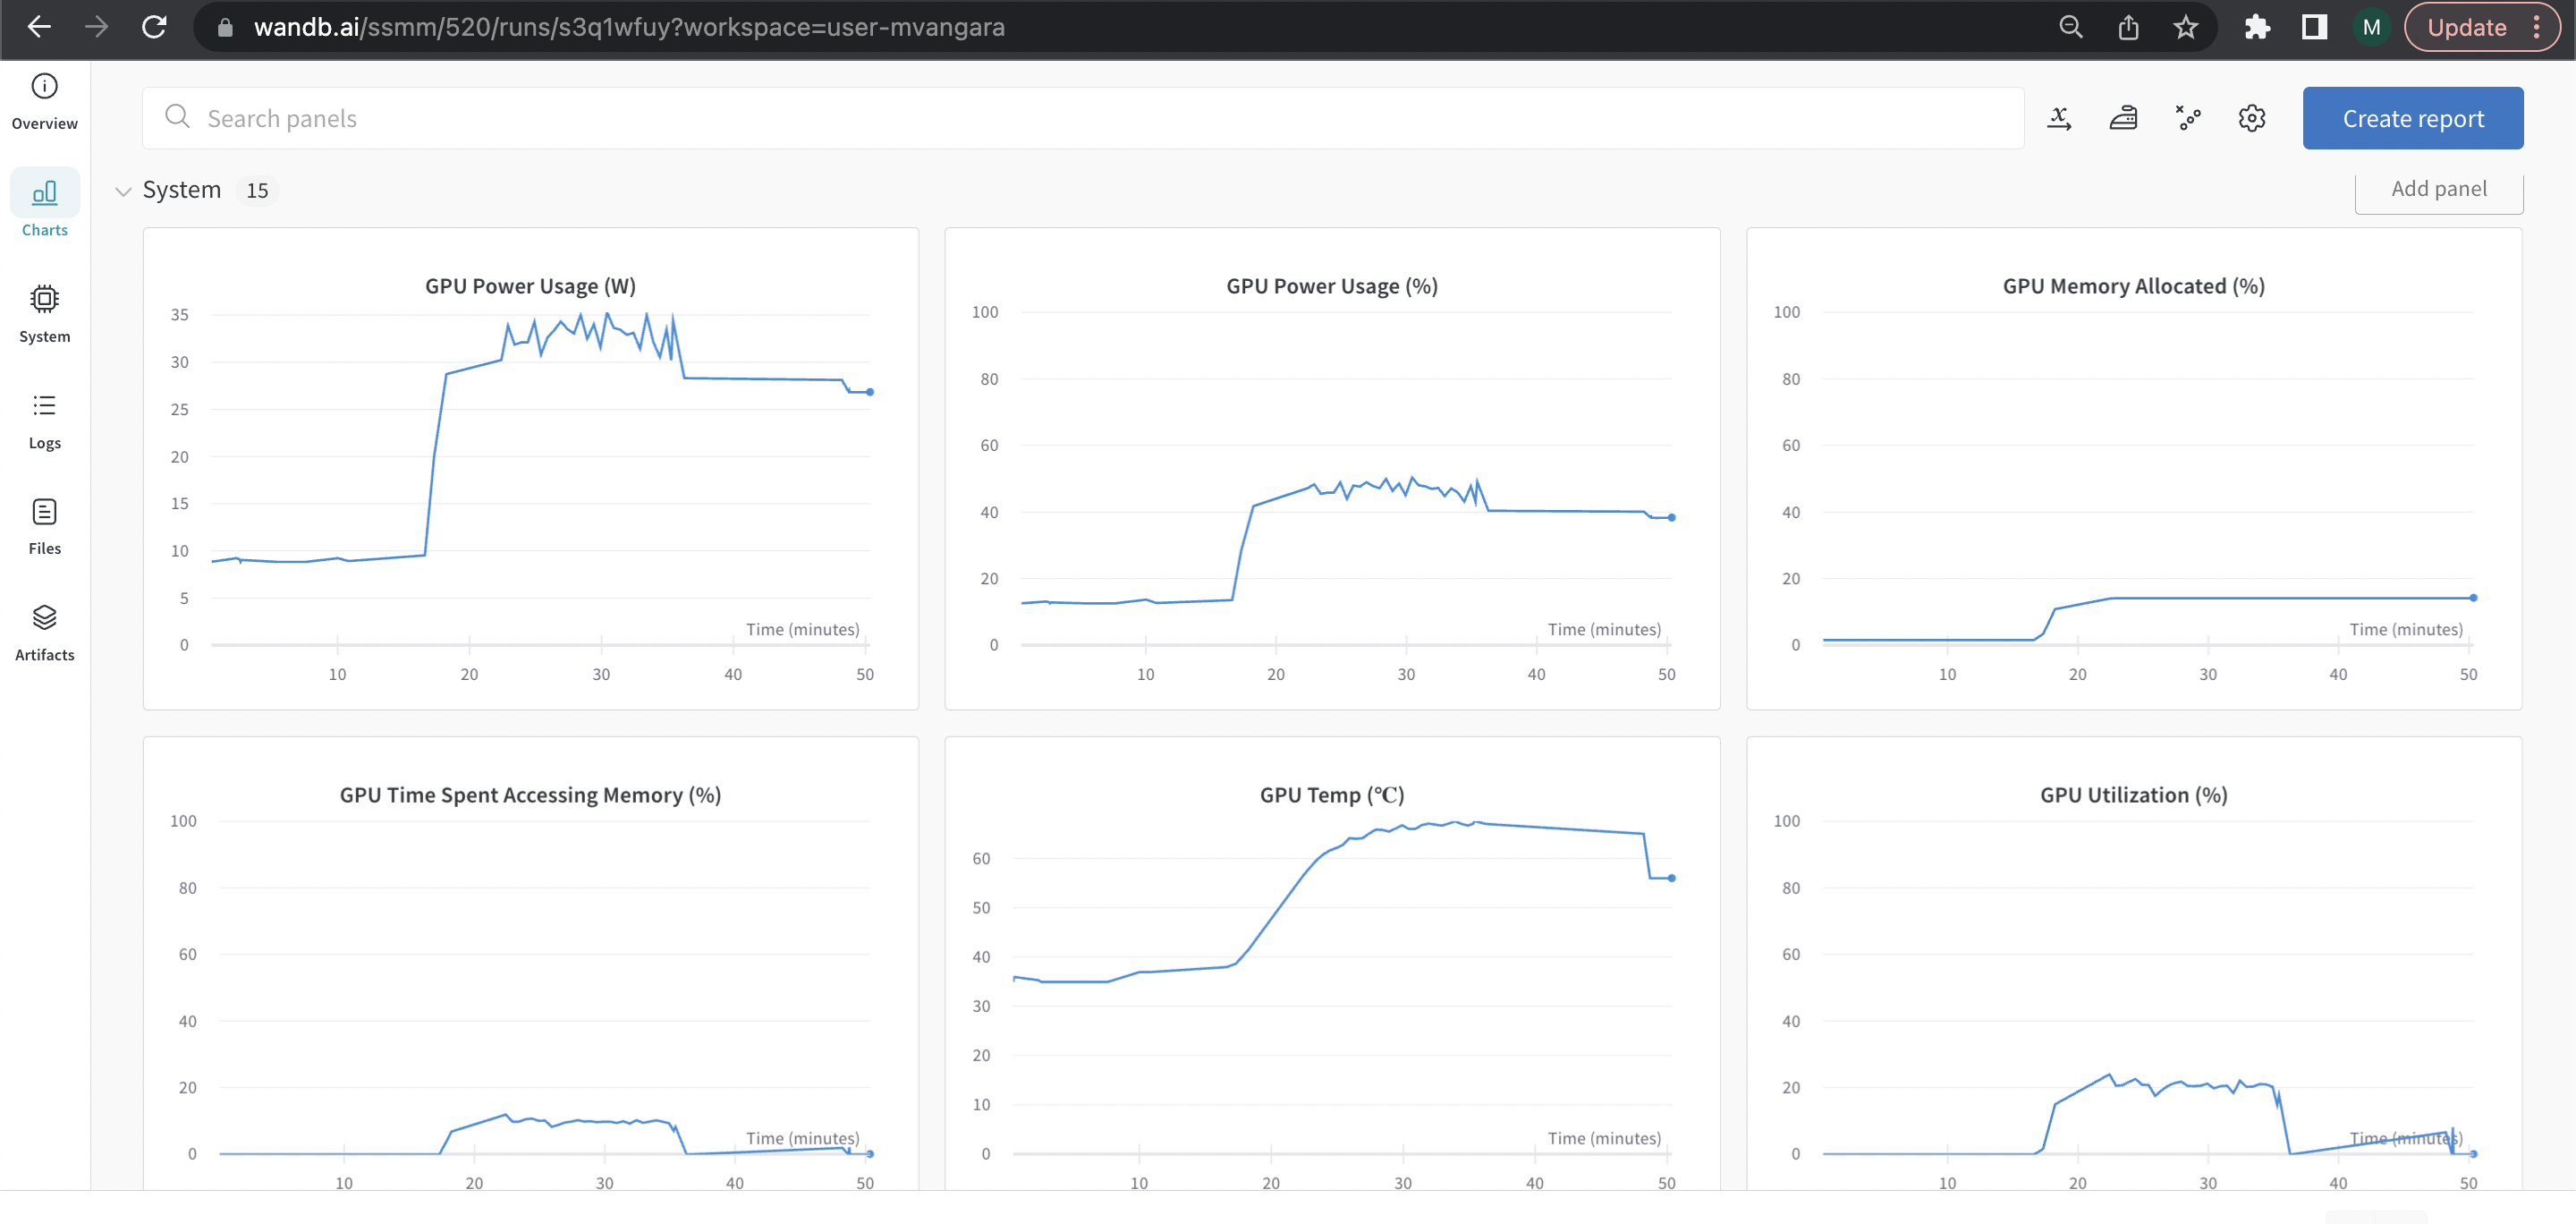 wandb.ai/ssmm/520/runs/s3q1wfuy?workspace=user-mvangara
M
Update
Overview
Charts
System
Logs
Files
Artifacts
Search panels
Create report
System 15
Add panel
GPU Power Usage (W)
35
30
25
20
15
10
5
0
Time (minutes)
10 20 30 40 50
GPU Power Usage (%)
100
80
60
40
20
0
Time (minutes)
10 20 30 40 50
GPU Memory Allocated (%)
100
80
60
40
20
0
Time (minutes)
10 20 30 40 50
GPU Time Spent Accessing Memory (%)
100
80
60
40
20
0
Time (minutes)
10 20 30 40 50
GPU Temp (℃)
60
50
40
30
20
10
0
Time (minutes)
10 20 30 40 50
GPU Utilization (%)
100
80
60
40
20
0
Time (minutes)
10 20 30 40 50